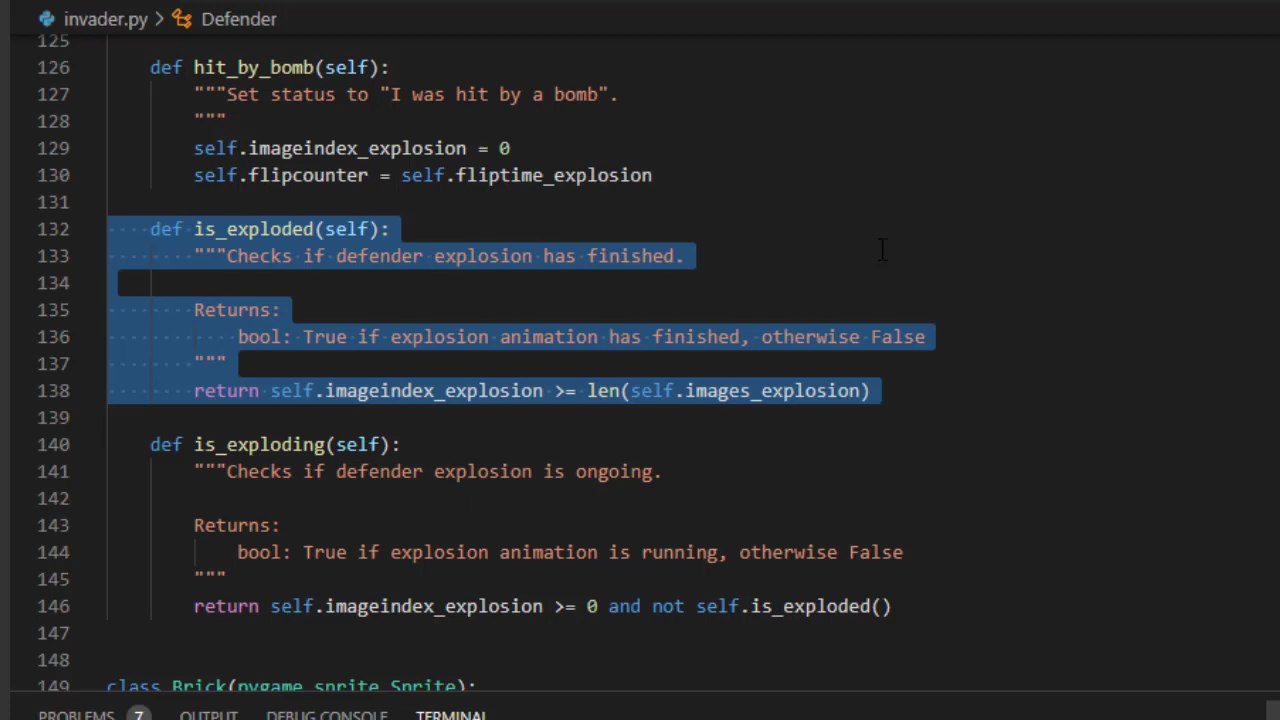 invader.py > Defender
125
126 def hit_by_bomb(self):
127 """Set status to "I was hit by a bomb".
128 """
129 self.imageindex_explosion = 0
130 self.flipcounter = self.fliptime_explosion
131
132 def is_exploded(self):
133 """Checks if defender explosion has finished.
134
135 Returns:
136 bool: True if explosion animation has finished, otherwise False
137 """
138 return self.imageindex_explosion >= len(self.images_explosion)
139
140 def is_exploding(self):
141 """Checks if defender explosion is ongoing.
142
143 Returns:
144 bool: True if explosion animation is running, otherwise False
145 """
146 return self.imageindex_explosion >= 0 and not self.is_exploded()
147
148
149 class Brick(pygame.sprite.Sprite):
PROBLEMS 7 OUTPUT DEBUG CONSOLE TERMINAL